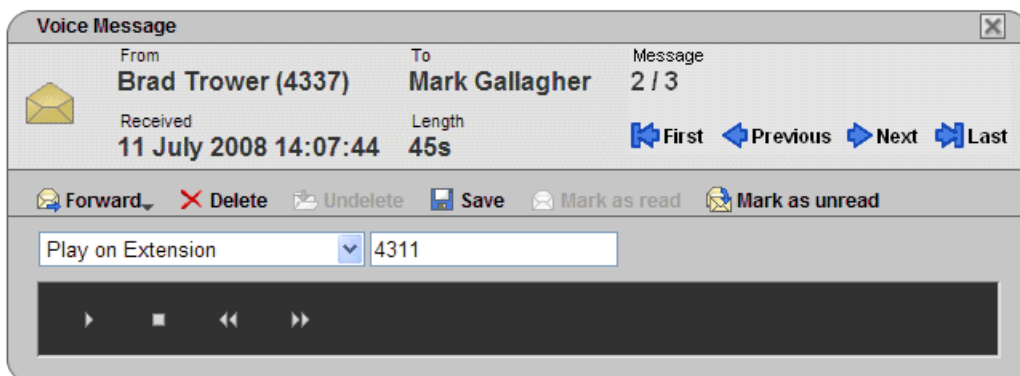 Voice Message
From To Message
Brad Trower (4337) Mark Gallagher 2 / 3
Received Length
11 July 2008 14:07:44 45s
First Previous Next Last
Forward Delete Undelete Save Mark as read Mark as unread
Play on Extension 4311